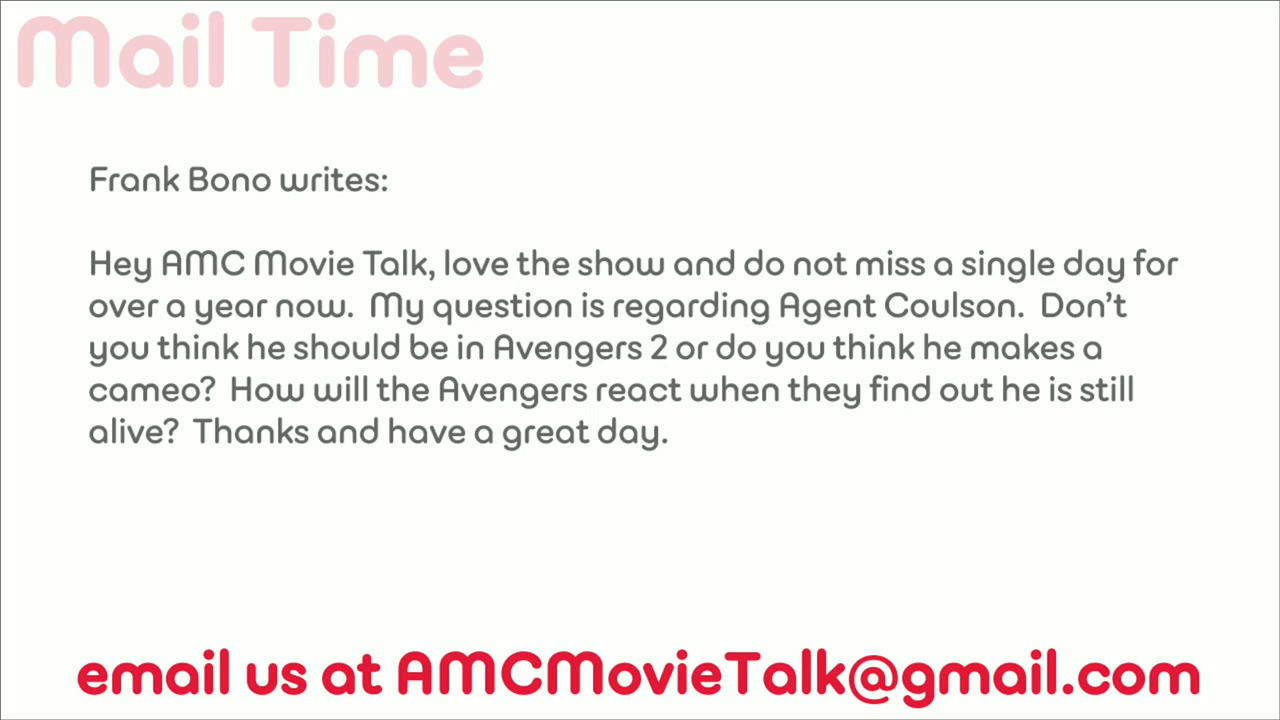 Mail Time
Frank Bono writes:
Hey AMC Movie Talk, love the show and do not miss a single day for
over a year now.  My question is regarding Agent Coulson.  Don't
you think he should be in Avengers 2 or do you think he makes a
cameo?  How will the Avengers react when they find out he is still
alive?  Thanks and have a great day.
email us at AMCMovieTalk@gmail.com